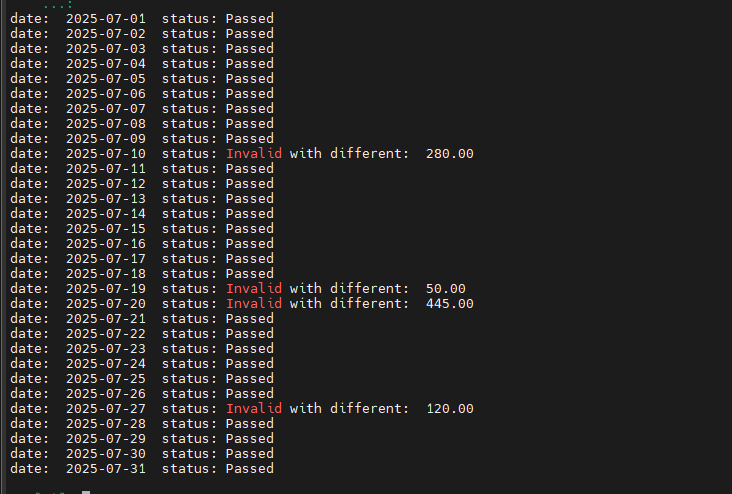 ...:
date:  2025-07-01  status: Passed
date:  2025-07-02  status: Passed
date:  2025-07-03  status: Passed
date:  2025-07-04  status: Passed
date:  2025-07-05  status: Passed
date:  2025-07-06  status: Passed
date:  2025-07-07  status: Passed
date:  2025-07-08  status: Passed
date:  2025-07-09  status: Passed
date:  2025-07-10  status: Invalid with different:  280.00
date:  2025-07-11  status: Passed
date:  2025-07-12  status: Passed
date:  2025-07-13  status: Passed
date:  2025-07-14  status: Passed
date:  2025-07-15  status: Passed
date:  2025-07-16  status: Passed
date:  2025-07-17  status: Passed
date:  2025-07-18  status: Passed
date:  2025-07-19  status: Invalid with different:  50.00
date:  2025-07-20  status: Invalid with different:  445.00
date:  2025-07-21  status: Passed
date:  2025-07-22  status: Passed
date:  2025-07-23  status: Passed
date:  2025-07-24  status: Passed
date:  2025-07-25  status: Passed
date:  2025-07-26  status: Passed
date:  2025-07-27  status: Invalid with different:  120.00
date:  2025-07-28  status: Passed
date:  2025-07-29  status: Passed
date:  2025-07-30  status: Passed
date:  2025-07-31  status: Passed